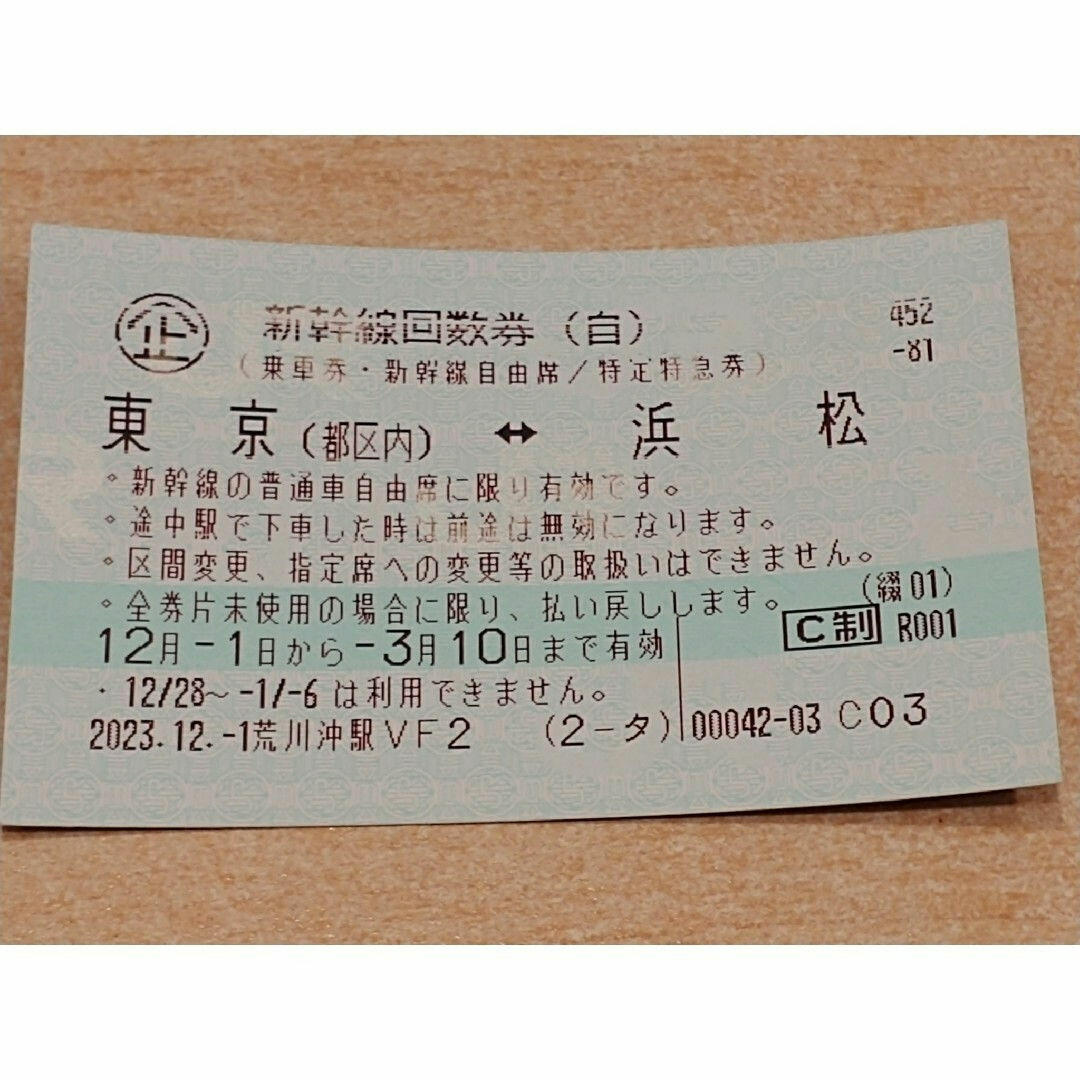 企 新幹線回数券（自） 452
（乗車券・新幹線自由席／特定特急券） -81
東京（都区内） ↔ 浜松
・新幹線の普通車自由席に限り有効です。
・途中駅で下車した時は前途は無効になります。
・区間変更、指定席への変更等の取扱いはできません。
・全券片未使用の場合に限り、払い戻しします。 （綴01）
12月-1日から-3月10日まで有効 C制 R001
・12/28～-1/-6は利用できません。
2023.12.-1荒川沖駅VF2 （2-タ） 00042-03 C03